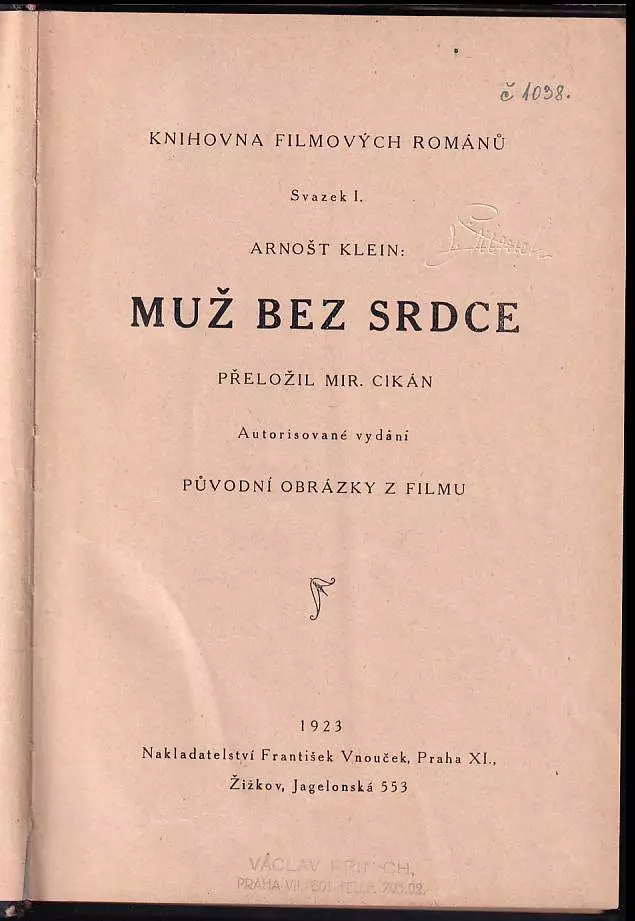 č 1038.
KNIHOVNA FILMOVÝCH ROMÁNŮ
Svazek I.
ARNOŠT KLEIN:
MUŽ BEZ SRDCE
PŘELOŽIL MIR. CIKÁN
Autorisované vydání
PŮVODNÍ OBRÁZKY Z FILMU
1923
Nakladatelství František Vnouček, Praha XI.,
Žižkov, Jagelonská 553
VÁCLAV
PRAHA VII.